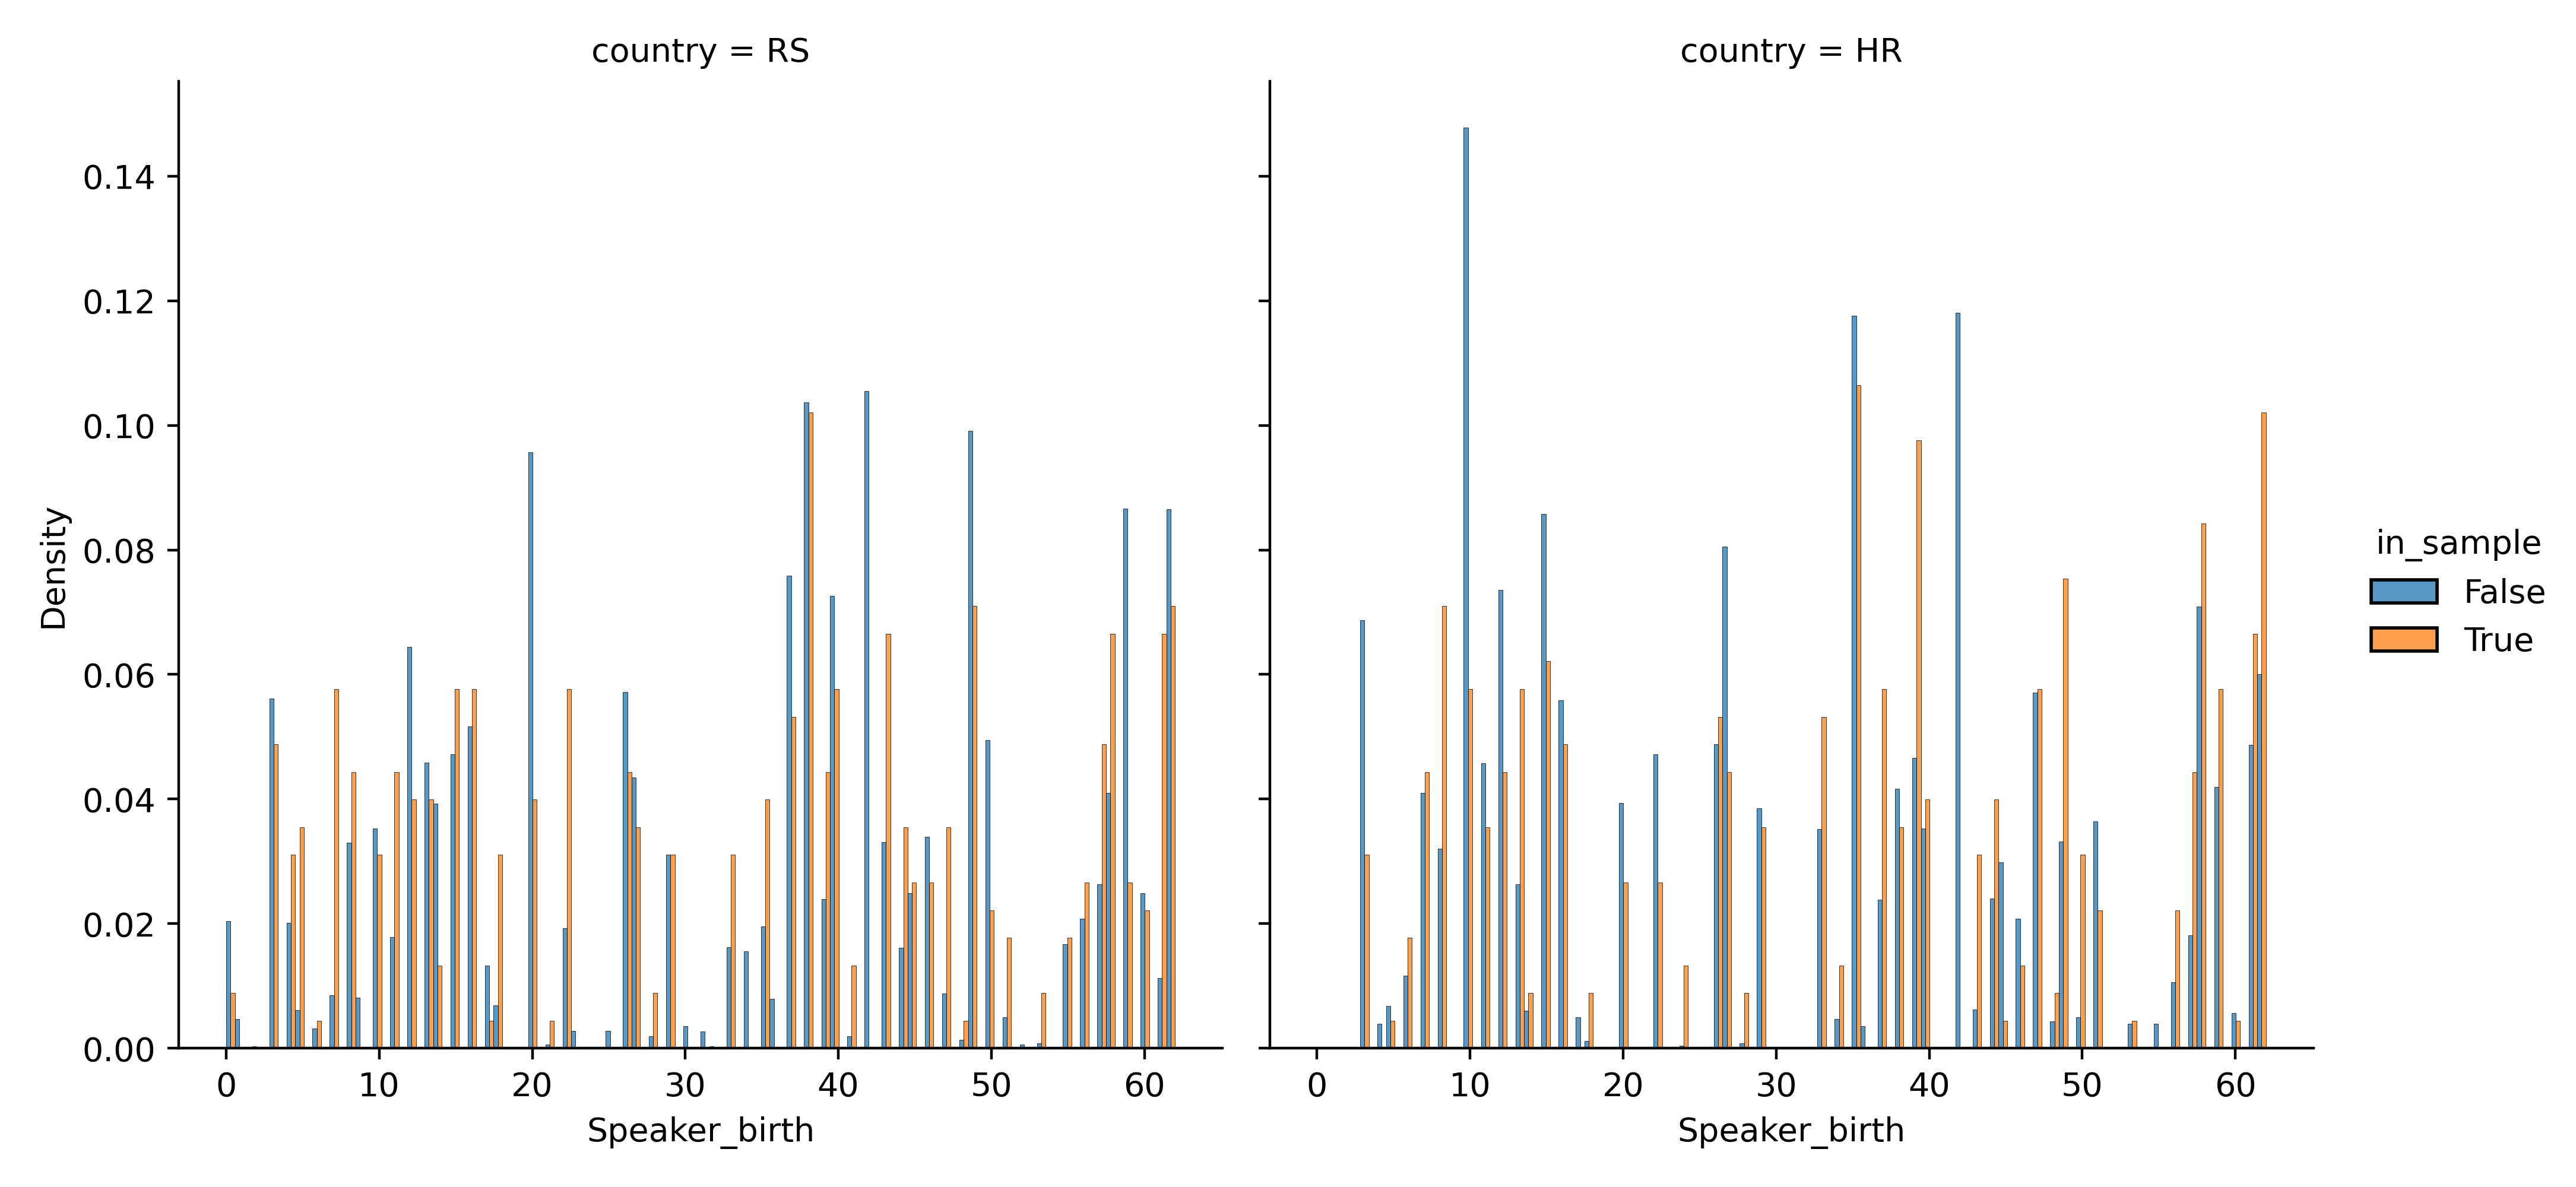 country = RS
country = HR
Density
0.14
0.12
0.10
0.08
0.06
0.04
0.02
0.00
0 10 20 30 40 50 60
0 10 20 30 40 50 60
Speaker_birth
Speaker_birth
in_sample
False
True